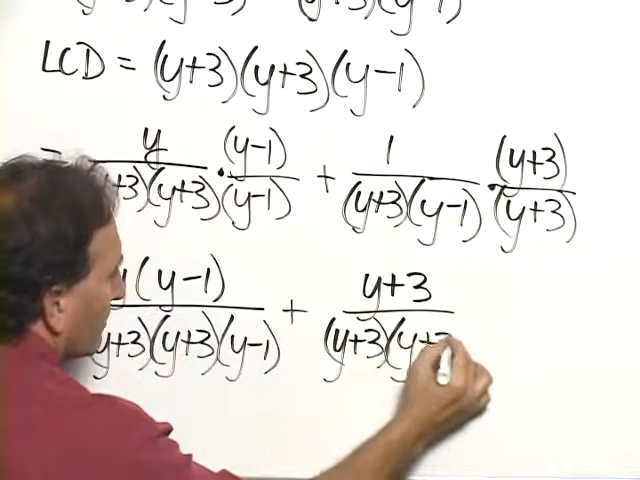 LCD = (y+3)(y+3)(y-1)
= y/(y+3)(y+3) · (y-1)/(y-1) + 1/(y+3)(y-1) · (y+3)/(y+3)
y(y-1)/(y+3)(y+3)(y-1) + y+3/(y+3)(y+3